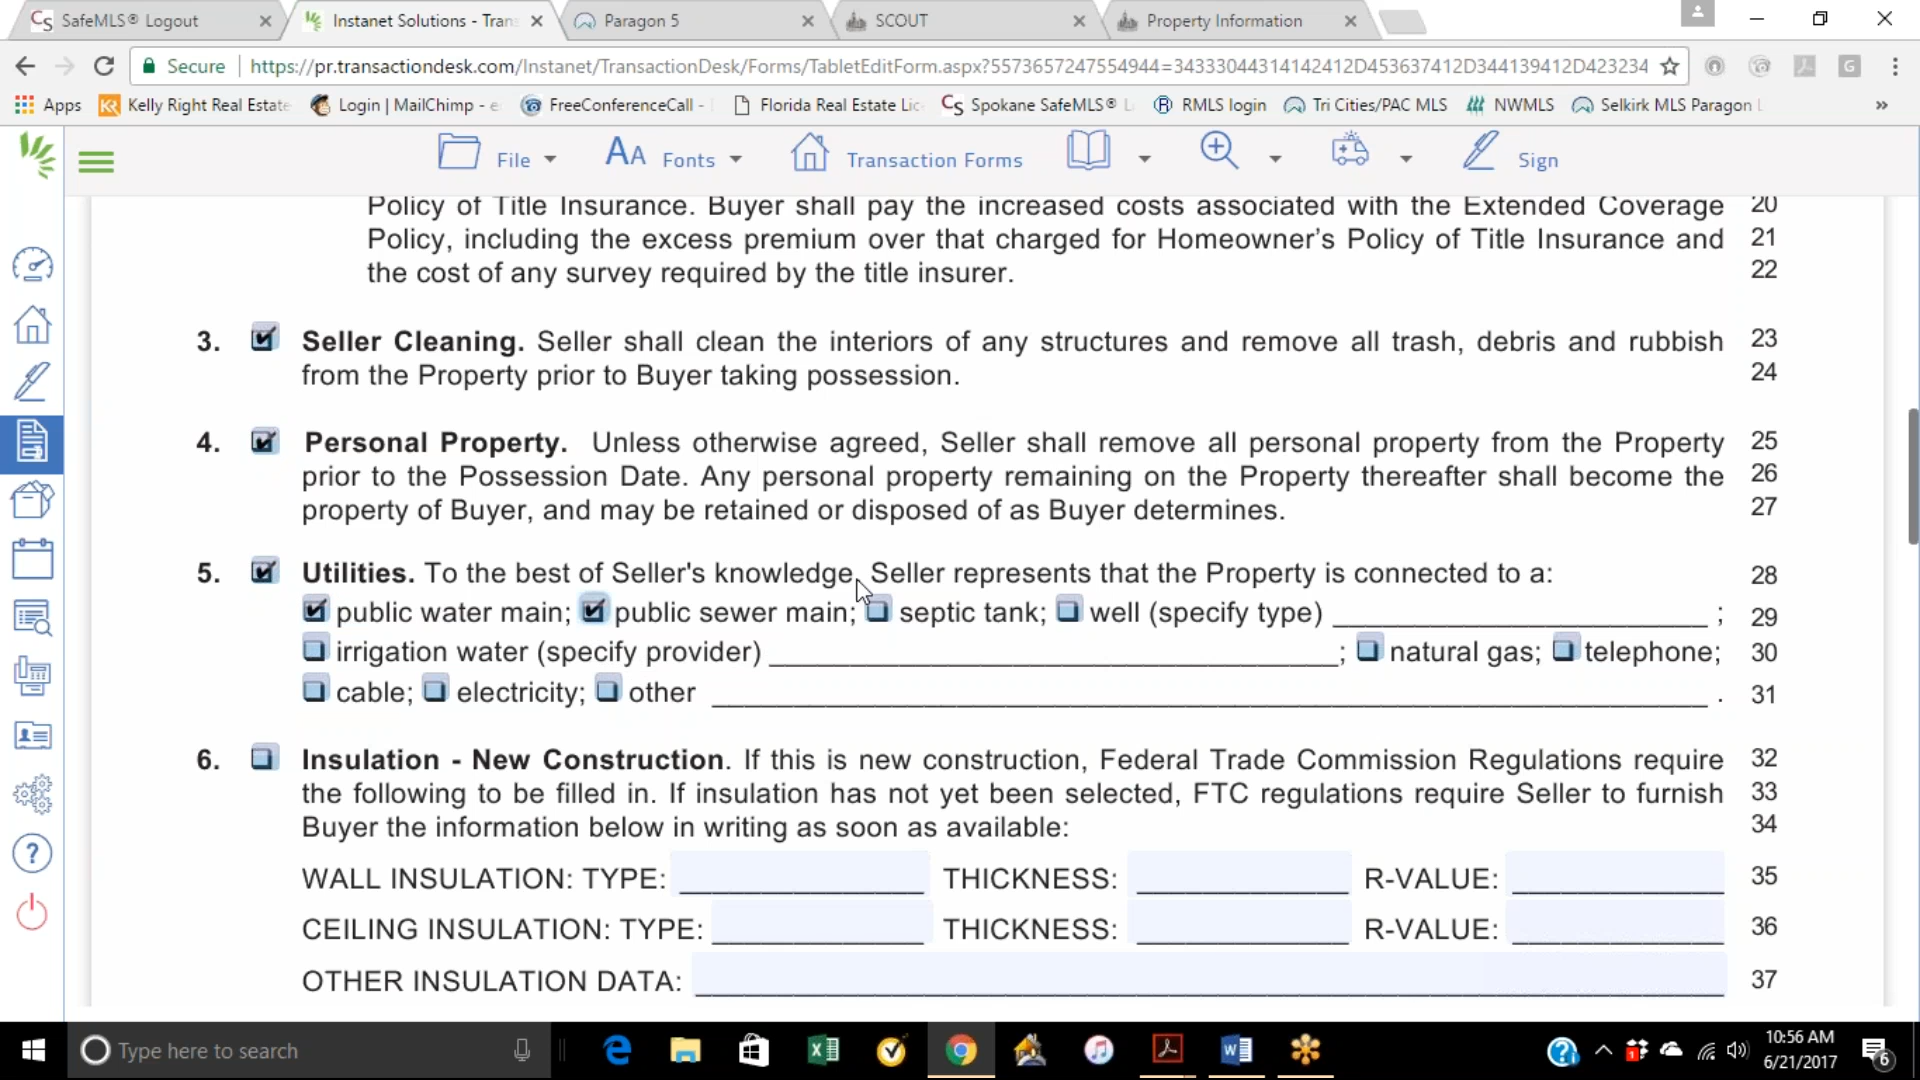 SafeMLS® Logout
Instanet Solutions - Tran
Paragon 5
SCOUT
Property Information
Secure
https://pr.transactiondesk.com/Instanet/TransactionDesk/Forms/TabletEditForm.aspx?5573657247554944=34333044314142412D453637412D344139412D423234
Apps
Kelly Right Real Estate
Login | MailChimp - e
FreeConferenceCall -
Florida Real Estate Lic
Spokane SafeMLS® L
RMLS login
Tri Cities/PAC MLS
NWMLS
Selkirk MLS Paragon
»
File
Fonts
Transaction Forms
Sign
Policy of Title Insurance. Buyer shall pay the increased costs associated with the Extended Coverage 20
Policy, including the excess premium over that charged for Homeowner's Policy of Title Insurance and 21
the cost of any survey required by the title insurer. 22
3. Seller Cleaning. Seller shall clean the interiors of any structures and remove all trash, debris and rubbish 23
from the Property prior to Buyer taking possession. 24
4. Personal Property. Unless otherwise agreed, Seller shall remove all personal property from the Property 25
prior to the Possession Date. Any personal property remaining on the Property thereafter shall become the 26
property of Buyer, and may be retained or disposed of as Buyer determines. 27
5. Utilities. To the best of Seller's knowledge, Seller represents that the Property is connected to a: 28
public water main; public sewer main; septic tank; well (specify type) ____________________ ; 29
irrigation water (specify provider) ____________________; natural gas; telephone; 30
cable; electricity; other ____________________ . 31
6. Insulation - New Construction. If this is new construction, Federal Trade Commission Regulations require 32
the following to be filled in. If insulation has not yet been selected, FTC regulations require Seller to furnish 33
Buyer the information below in writing as soon as available: 34
WALL INSULATION: TYPE: __________ THICKNESS: __________ R-VALUE: __________ 35
CEILING INSULATION: TYPE: __________ THICKNESS: __________ R-VALUE: __________ 36
OTHER INSULATION DATA: ____________________ 37
Type here to search
10:56 AM
6/21/2017
6